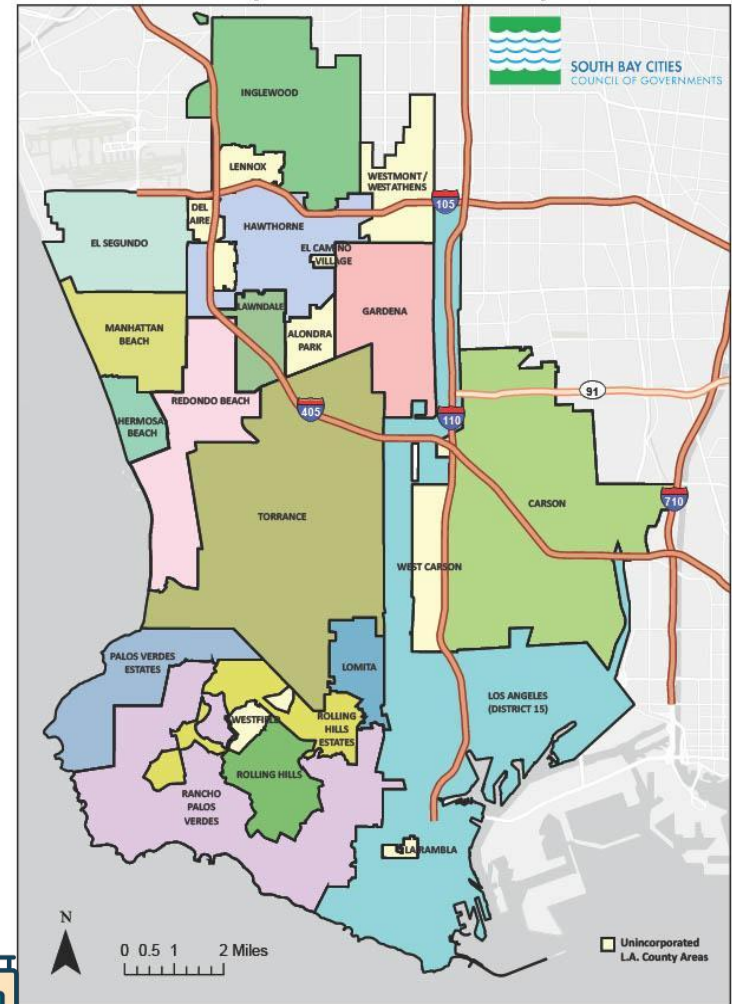 SOUTH BAY CITIES
COUNCIL OF GOVERNMENTS
INGLEWOOD
LENNOX
WESTMONT /
WEST ATHENS
105
DEL
AIRE
HAWTHORNE
EL SEGUNDO
EL CAMINO
VILLAGE
LAWNDALE
GARDENA
MANHATTAN
BEACH
ALONDRA
PARK
91
REDONDO BEACH
405
110
HERMOSA
BEACH
710
CARSON
TORRANCE
WEST CARSON
PALOS VERDES
ESTATES
LOMITA
LOS ANGELES
(DISTRICT 15)
WESTFIELD
ROLLING
HILLS
ESTATES
ROLLING HILLS
RANCHO
PALOS
VERDES
LA RAMBLA
N
0 0.5 1 2 Miles
Unincorporated
L.A. County Areas